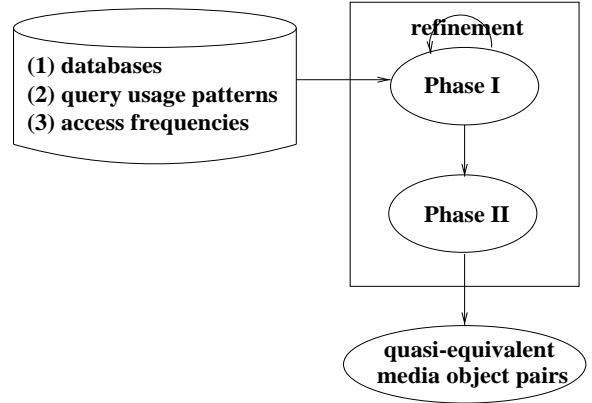 (1) databases
(2) query usage patterns
(3) access frequencies
refinement
Phase I
Phase II
quasi-equivalent
media object pairs